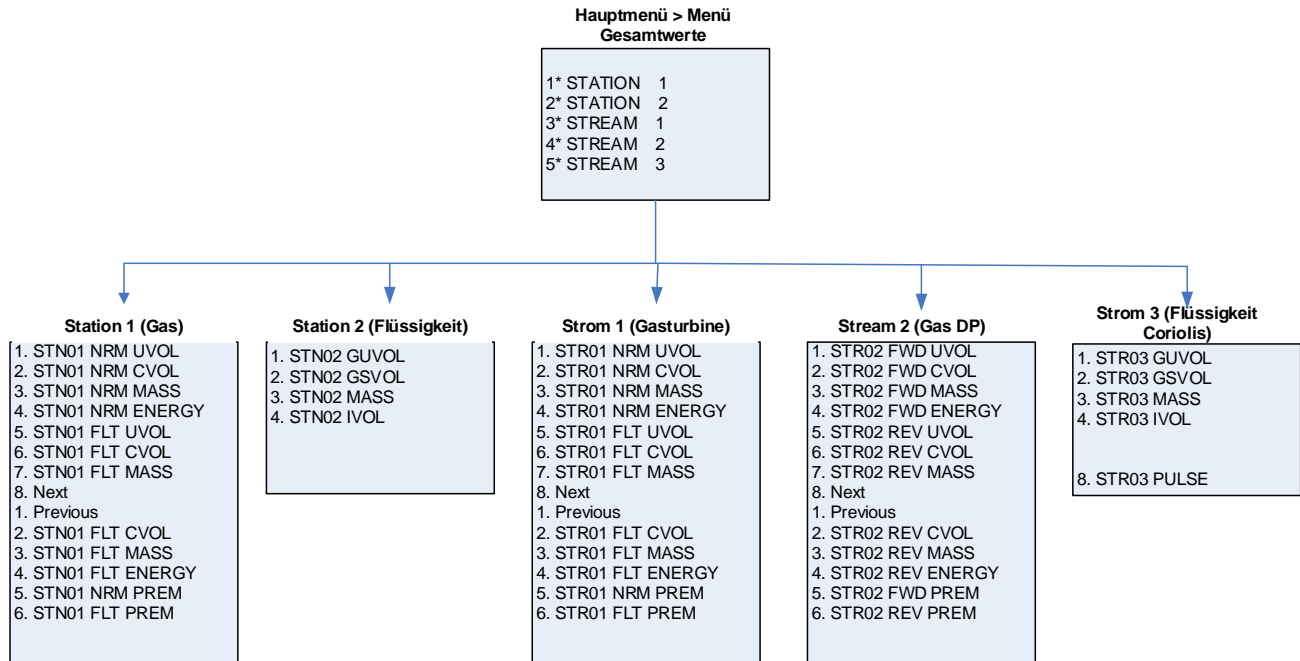 Hauptmenü > Menü
Gesamtwerte
1* STATION 1
2* STATION 2
3* STREAM 1
4* STREAM 2
5* STREAM 3
Station 1 (Gas)
1. STN01 NRM UVOL
2. STN01 NRM CVOL
3. STN01 NRM MASS
4. STN01 NRM ENERGY
5. STN01 FLT UVOL
6. STN01 FLT CVOL
7. STN01 FLT MASS
8. Next
1. Previous
2. STN01 FLT CVOL
3. STN01 FLT MASS
4. STN01 FLT ENERGY
5. STN01 NRM PREM
6. STN01 FLT PREM
Station 2 (Flüssigkeit)
1. STN02 GUVOL
2. STN02 GSVOL
3. STN02 MASS
4. STN02 IVOL
Strom 1 (Gasturbine)
1. STR01 NRM UVOL
2. STR01 NRM CVOL
3. STR01 NRM MASS
4. STR01 NRM ENERGY
5. STR01 FLT UVOL
6. STR01 FLT CVOL
7. STR01 FLT MASS
8. Next
1. Previous
2. STR01 FLT CVOL
3. STR01 FLT MASS
4. STR01 FLT ENERGY
5. STR01 NRM PREM
6. STR01 FLT PREM
Stream 2 (Gas DP)
1. STR02 FWD UVOL
2. STR02 FWD CVOL
3. STR02 FWD MASS
4. STR02 FWD ENERGY
5. STR02 REV UVOL
6. STR02 REV CVOL
7. STR02 REV MASS
8. Next
1. Previous
2. STR02 REV CVOL
3. STR02 REV MASS
4. STR02 REV ENERGY
5. STR02 FWD PREM
6. STR02 REV PREM
Strom 3 (Flüssigkeit
Coriolis)
1. STR03 GUVOL
2. STR03 GSVOL
3. STR03 MASS
4. STR03 IVOL
8. STR03 PULSE